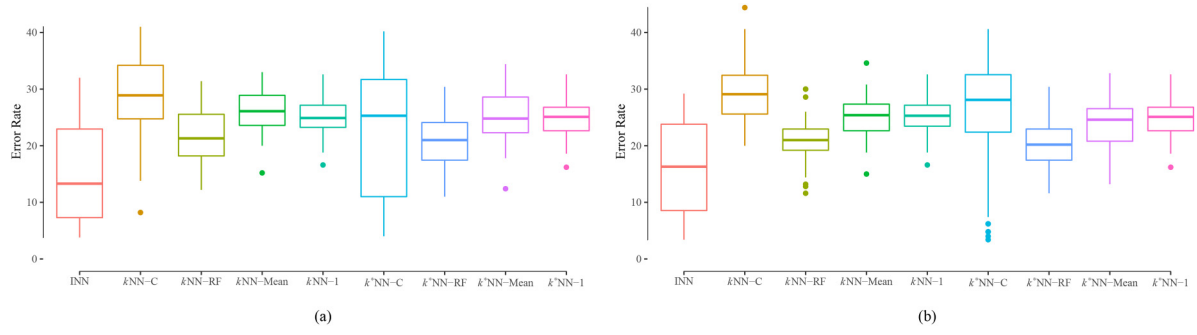 Error Rate
40
30
20
10
0
INN kNN−C kNN−RF kNN−Mean kNN−1 k*NN−C k*NN−RF k*NN−Mean k*NN−1
(a)
Error Rate
40
30
20
10
0
INN kNN−C kNN−RF kNN−Mean kNN−1 k*NN−C k*NN−RF k*NN−Mean k*NN−1
(b)